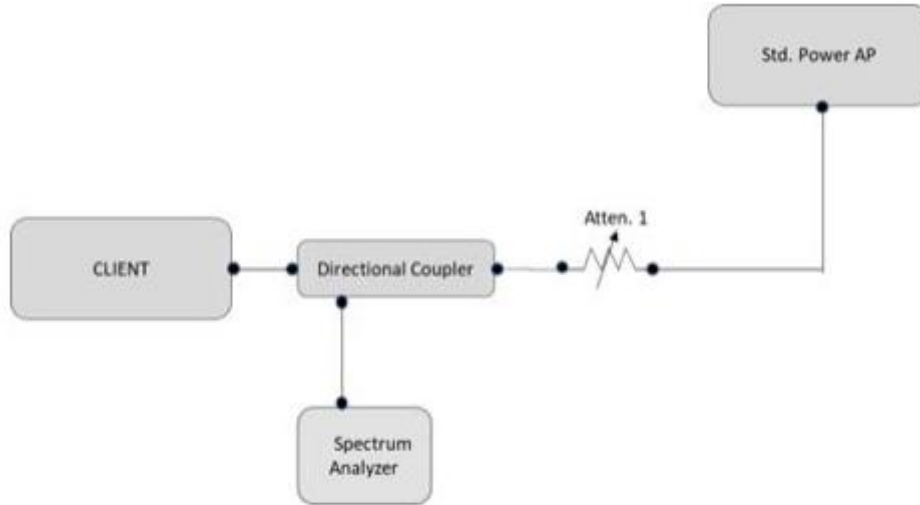 Std. Power AP
Atten. 1
CLIENT
Directional Coupler
Spectrum
Analyzer